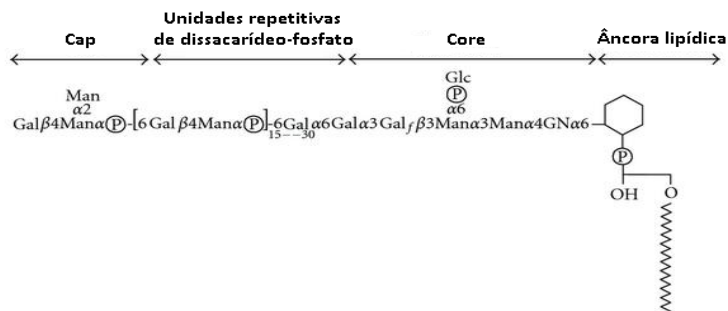 Cap
Unidades repetitivas
de dissacarídeo-fosfato
Core
Âncora lipídica
Man
α2
Glc
P
α6
Galβ4ManαP-[6Galβ4ManαP]-6Galα6Galα3Galfβ3Manα3Manα4GNα6
15--30
P
OH
O